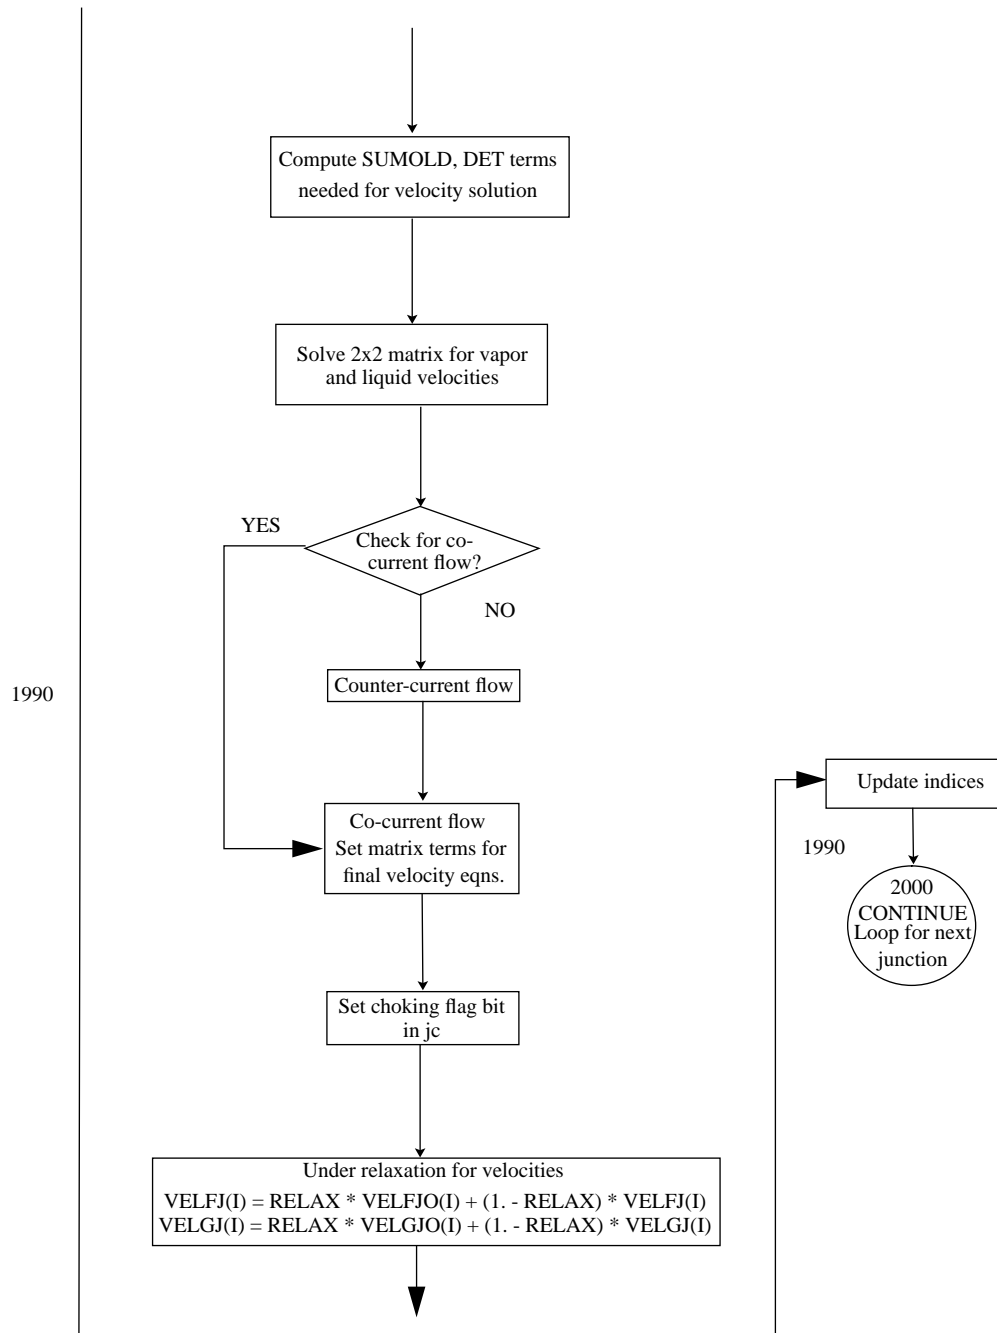 Compute SUMOLD, DET terms
needed for velocity solution
Solve 2x2 matrix for vapor
and liquid velocities
YES
Check for co-
current flow?
NO
Counter-current flow
1990
Co-current flow
Set matrix terms for
final velocity eqns.
Set choking flag bit
in jc
Under relaxation for velocities
VELFJ(I) = RELAX * VELFJO(I) + (1. - RELAX) * VELFJ(I)
VELGJ(I) = RELAX * VELGJO(I) + (1. - RELAX) * VELGJ(I)
Update indices
1990
2000
CONTINUE
Loop for next
junction